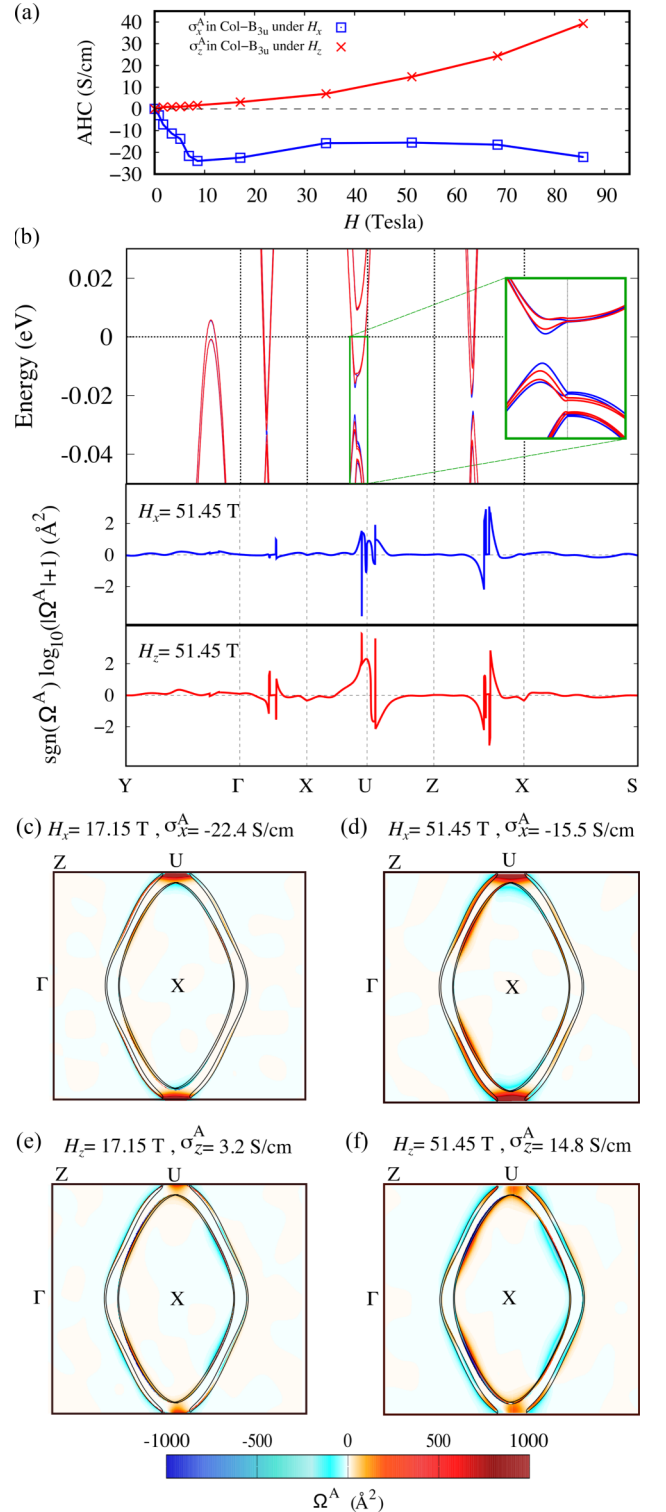 (a)
σxA in Col−B3u under Hx
σzA in Col−B3u under Hz
AHC (S/cm)
40
30
20
10
0
−10
−20
−30
0 10 20 30 40 50 60 70 80 90
H (Tesla)
(b)
Energy (eV)
0.02
0
-0.02
-0.04
Hx= 51.45 T
2
0
−2
Hz= 51.45 T
2
0
−2
sgn(ΩA) log10(|ΩA|+1) (Å2)
Y Γ X U Z X S
(c) Hx= 17.15 T , σxA= -22.4 S/cm
(d) Hx= 51.45 T , σxA= -15.5 S/cm
Z U
Γ X
Z U
Γ X
(e) Hz= 17.15 T , σzA= 3.2 S/cm
(f) Hz= 51.45 T , σzA= 14.8 S/cm
Z U
Γ X
Z U
Γ X
-1000 -500 0 500 1000
ΩA (Å2)